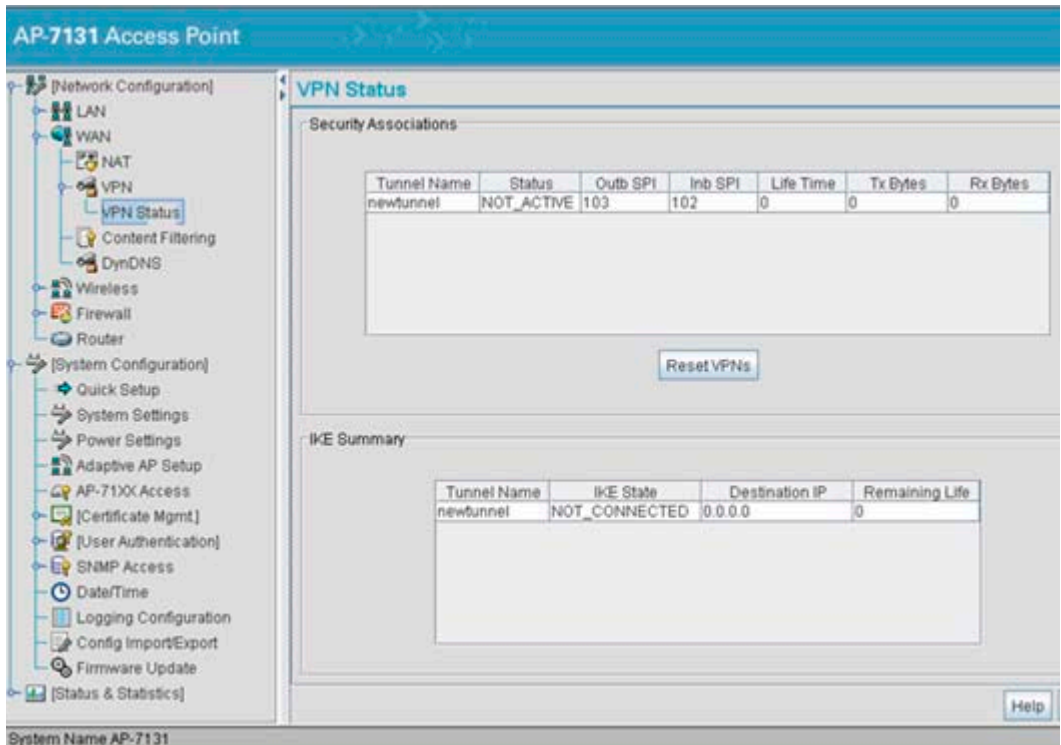 AP-7131 Access Point
[Network Configuration]
LAN
WAN
NAT
VPN
VPN Status
Content Filtering
DynDNS
Wireless
Firewall
Router
[System Configuration]
Quick Setup
System Settings
Power Settings
Adaptive AP Setup
AP-71XX Access
[Certificate Mgmt.]
[User Authentication]
SNMP Access
Date/Time
Logging Configuration
Config Import/Export
Firmware Update
[Status & Statistics]
VPN Status
Security Associations
Tunnel Name Status Outb SPI Inb SPI Life Time Tx Bytes Rx Bytes
newtunnel NOT_ACTIVE 103 102 0 0 0
Reset VPNs
IKE Summary
Tunnel Name IKE State Destination IP Remaining Life
newtunnel NOT_CONNECTED 0.0.0.0 0
Help
System Name AP-7131